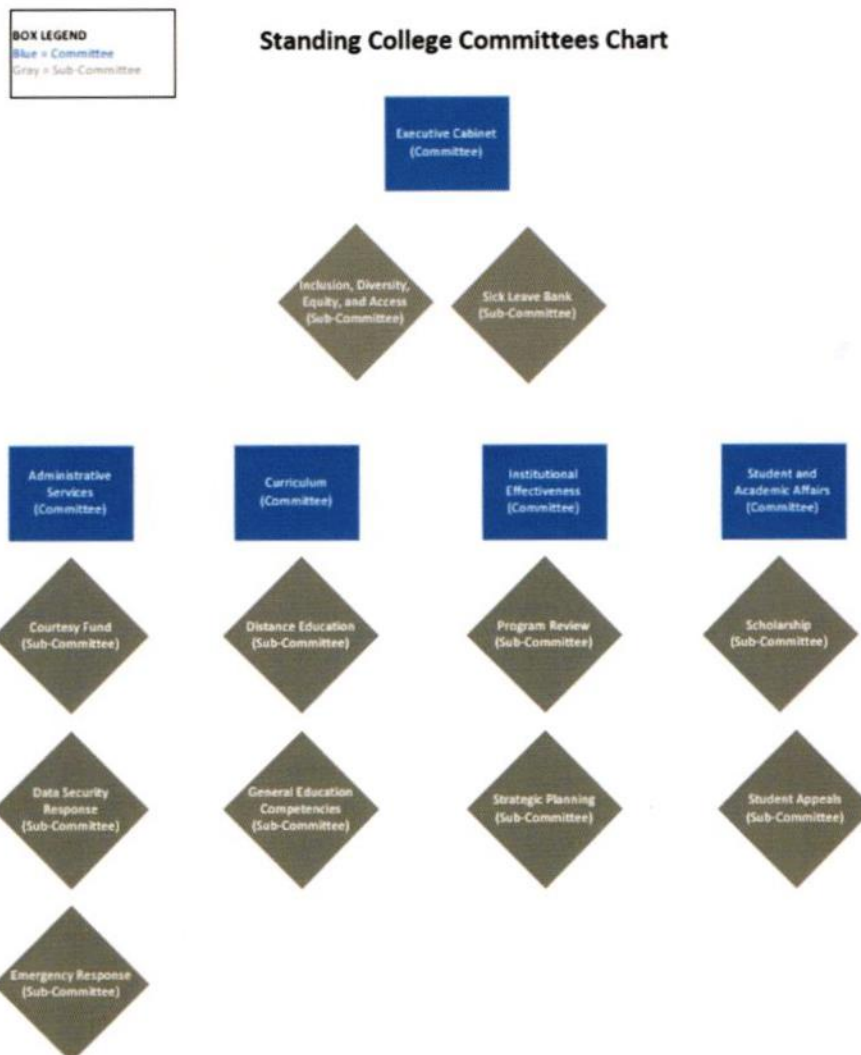 BOX LEGEND
Blue = Committee
Gray = Sub-Committee
Standing College Committees Chart
Executive Cabinet
(Committee)
Inclusion, Diversity,
Equity, and Access
(Sub-Committee)
Sick Leave Bank
(Sub-Committee)
Administrative
Services
(Committee)
Curriculum
(Committee)
Institutional
Effectiveness
(Committee)
Student and
Academic Affairs
(Committee)
Courtesy Fund
(Sub-Committee)
Distance Education
(Sub-Committee)
Program Review
(Sub-Committee)
Scholarship
(Sub-Committee)
Data Security
Response
(Sub-Committee)
General Education
Competencies
(Sub-Committee)
Strategic Planning
(Sub-Committee)
Student Appeals
(Sub-Committee)
Emergency Response
(Sub-Committee)